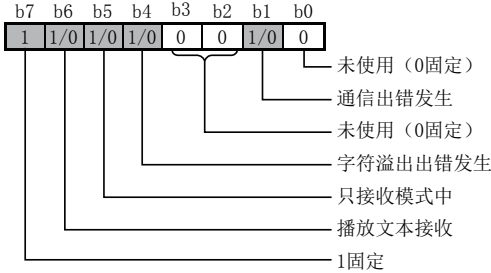 b7 b6 b5 b4 b3 b2 b1 b0
1 1/0 1/0 1/0 0 0 1/0 0
未使用（0固定）
通信出错发生
未使用（0固定）
字符溢出出错发生
只接收模式中
播放文本接收
1固定